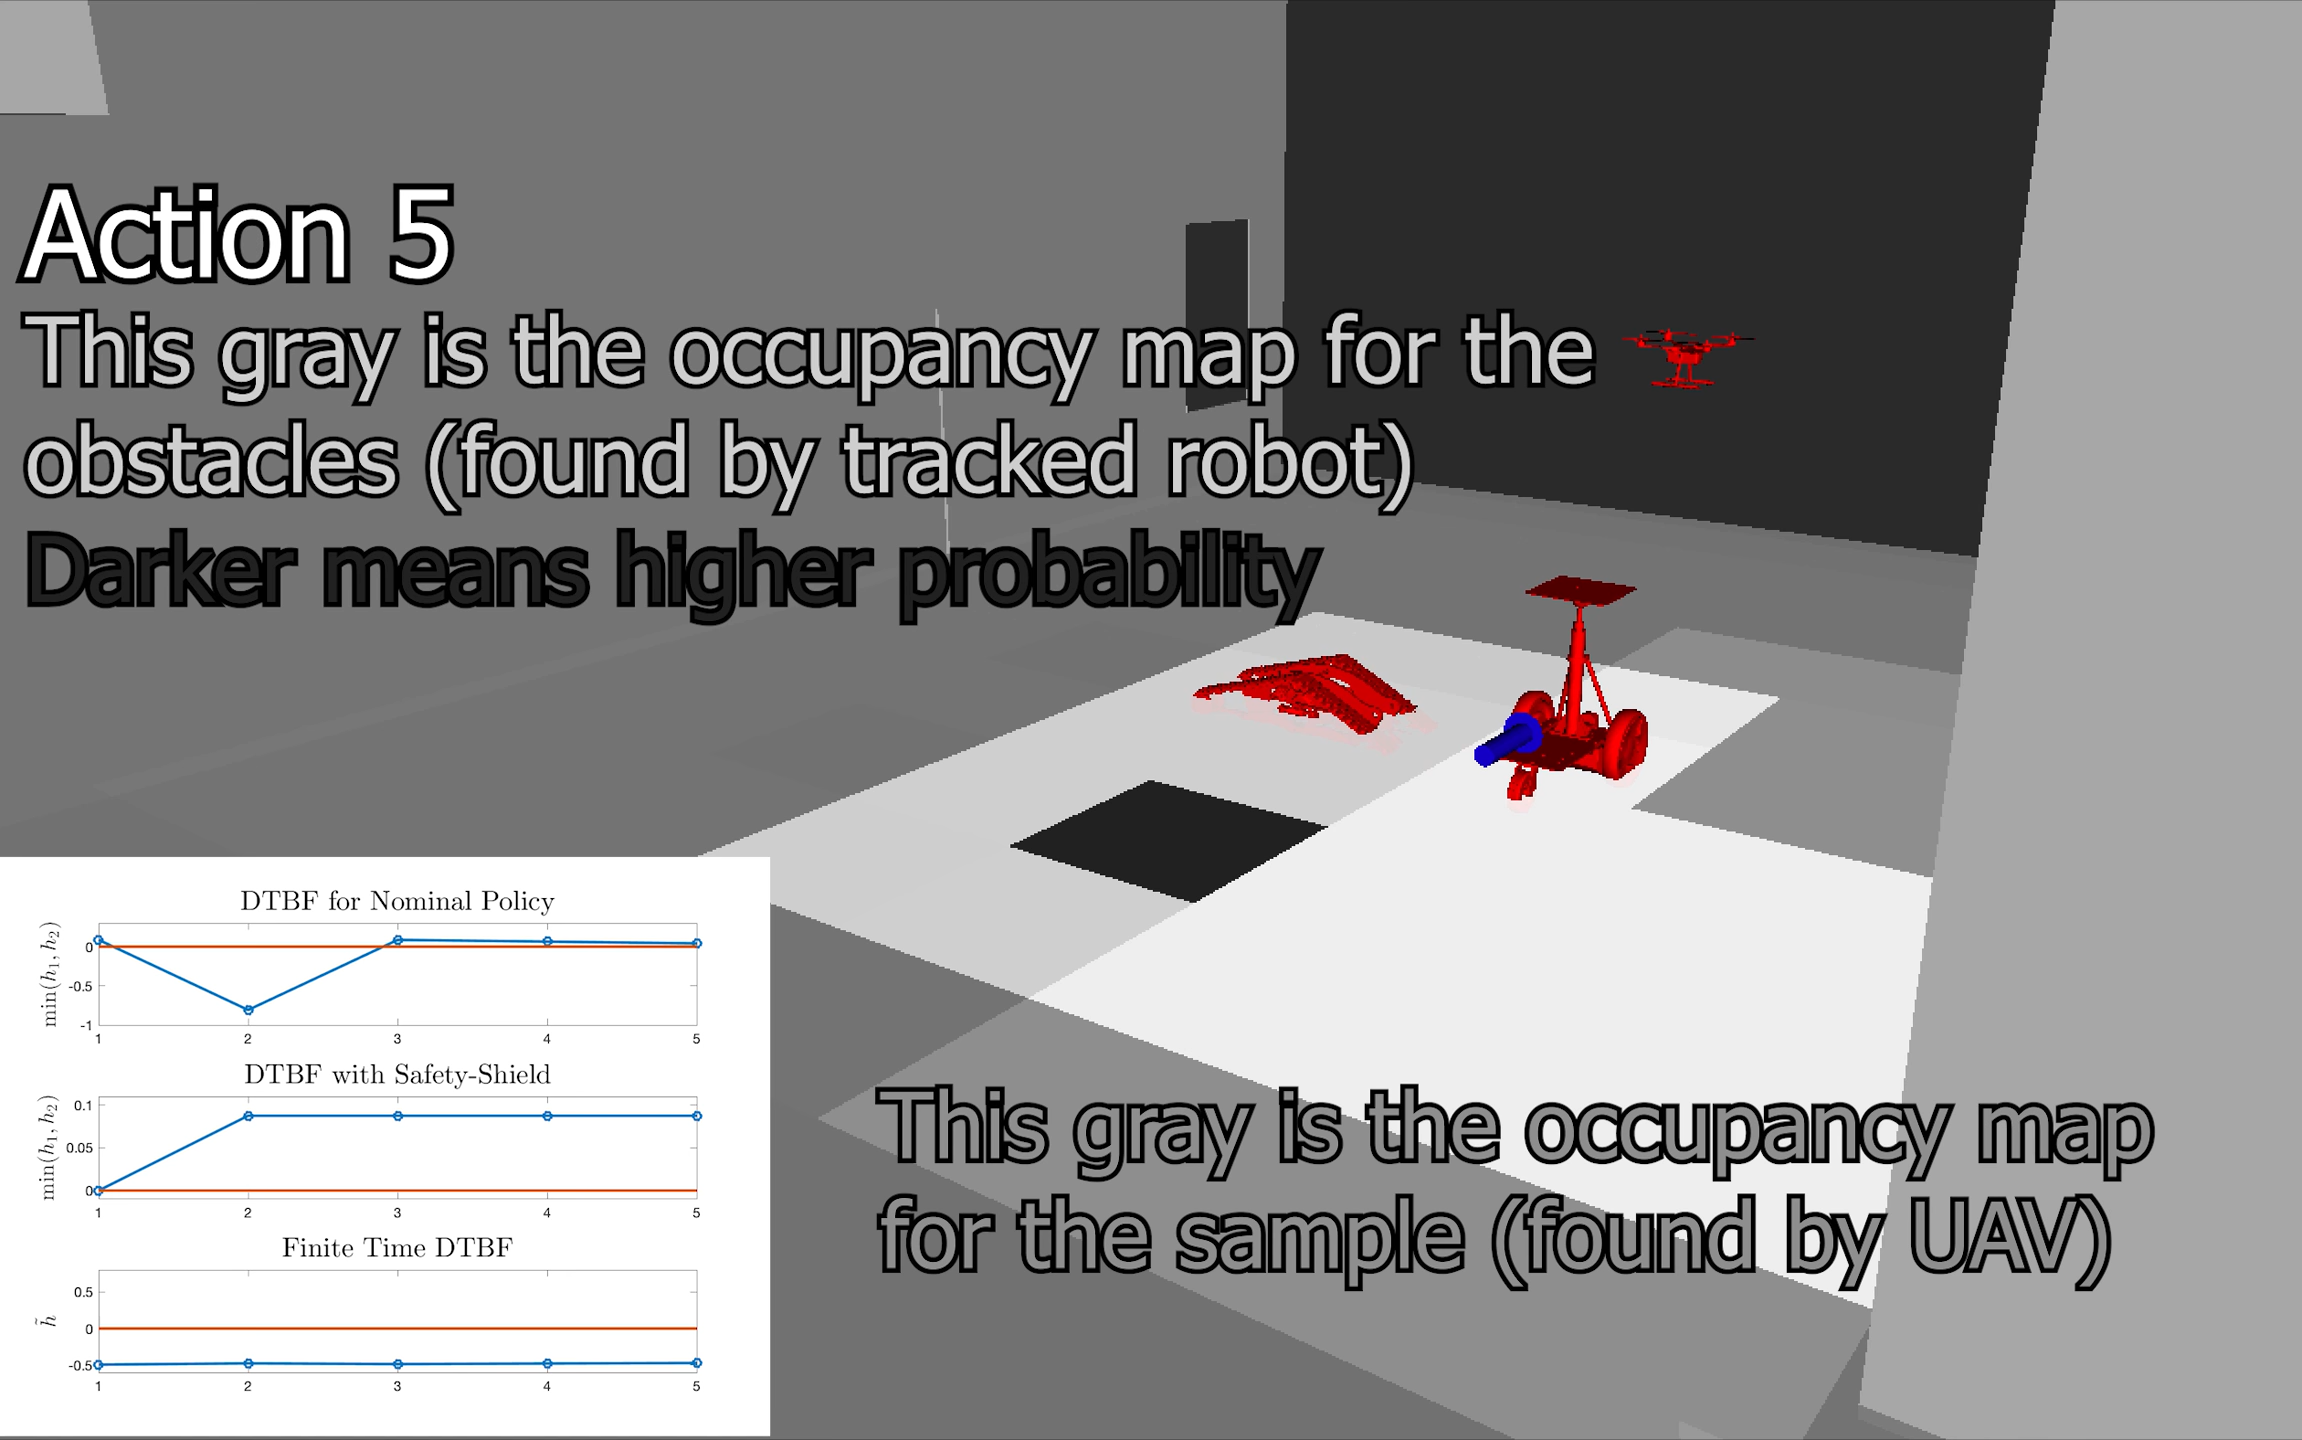 Action 5
This gray is the occupancy map for the
obstacles (found by tracked robot)
Darker means higher probability
DTBF for Nominal Policy
min(h₁, h₂)
0
-0.5
-1
1 2 3 4 5
DTBF with Safety-Shield
min(h₁, h₂)
0.1
0.05
0
1 2 3 4 5
Finite Time DTBF
h̃
0.5
0
-0.5
1 2 3 4 5
This gray is the occupancy map
for the sample (found by UAV)